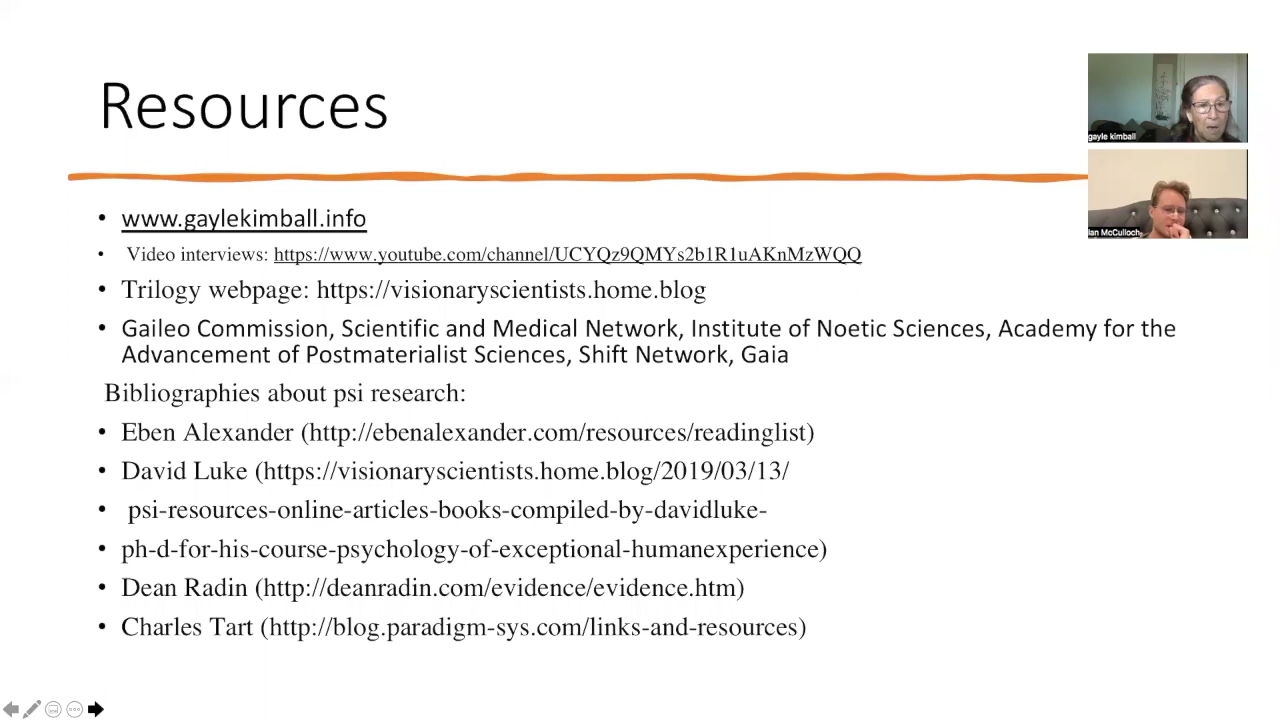 Resources
gayle kimball
Ian McCulloch
• www.gaylekimball.info
• Video interviews: https://www.youtube.com/channel/UCYQz9QMYs2b1R1uAKnMzWQQ
• Trilogy webpage: https://visionaryscientists.home.blog
• Gaileo Commission, Scientific and Medical Network, Institute of Noetic Sciences, Academy for the
Advancement of Postmaterialist Sciences, Shift Network, Gaia
Bibliographies about psi research:
• Eben Alexander (http://ebenalexander.com/resources/readinglist)
• David Luke (https://visionaryscientists.home.blog/2019/03/13/
• psi-resources-online-articles-books-compiled-by-davidluke-
• ph-d-for-his-course-psychology-of-exceptional-humanexperience)
• Dean Radin (http://deanradin.com/evidence/evidence.htm)
• Charles Tart (http://blog.paradigm-sys.com/links-and-resources)